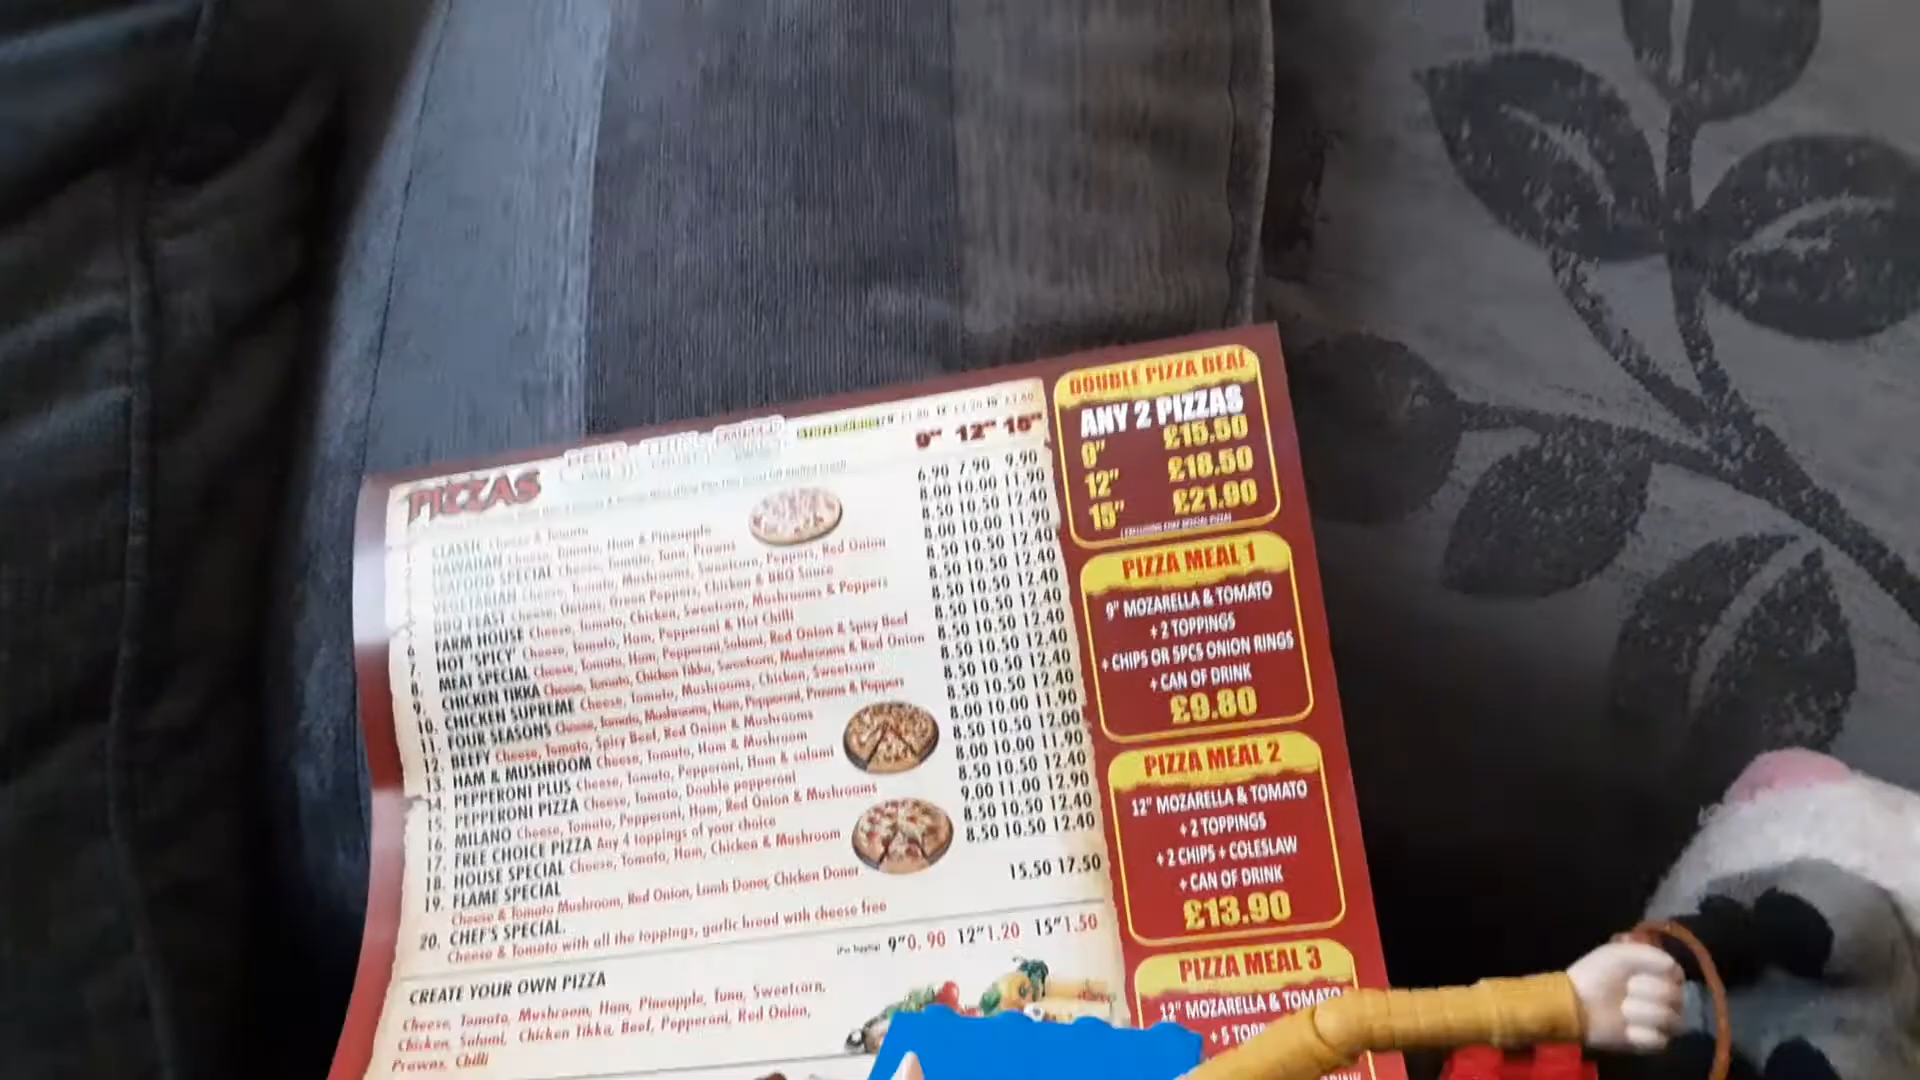 PIZZAS
DEEP PAN
THIN
9" 12" 15"
1. CLASSIC Cheese & Tomato 6.90 7.90 9.90
2. HAWAIIAN Cheese, Tomato, Ham & Pineapple 8.00 10.00 11.90
SEAFOOD SPECIAL Cheese, Tomato, Tuna, Prawns 8.50 10.50 12.40
VEGETARIAN Cheese, Tomato, Mushrooms, Sweetcorn, Peppers, Red Onion 8.00 10.00 11.90
BBQ FEAST Cheese, Onions, Green Peppers, Chicken & BBQ Sauce 8.50 10.50 12.40
6. FARM HOUSE Cheese, Tomato, Chicken, Sweetcorn, Mushrooms & Peppers 8.50 10.50 12.40
7. HOT 'SPICY' Cheese, Tomato, Ham, Pepperoni & Hot Chilli 8.50 10.50 12.40
8. MEAT SPECIAL Cheese, Tomato, Ham, Pepperoni, Salami, Red Onion & Spicy Beef 8.50 10.50 12.40
9. CHICKEN TIKKA Cheese, Tomato, Chicken Tikka, Sweetcorn, Mushrooms & Red Onion 8.50 10.50 12.40
10. CHICKEN SUPREME Cheese, Tomato, Mushrooms, Chicken, Sweetcorn 8.50 10.50 12.40
11. FOUR SEASONS Cheese, Tomato, Mushrooms, Ham, Pepperoni, Prawns & Peppers 8.50 10.50 12.40
12. BEEFY Cheese, Tomato, Spicy Beef, Red Onion & Mushrooms 8.50 10.50 12.40
13. HAM & MUSHROOM Cheese, Tomato, Ham & Mushroom 8.00 10.00 11.90
14. PEPPERONI PLUS Cheese, Tomato, Pepperoni, Ham & salami 8.50 10.50 12.00
15. PEPPERONI PIZZA Cheese, Tomato, Double pepperoni 8.00 10.00 11.90
16. MILANO Cheese, Tomato, Pepperoni, Ham, Red Onion & Mushrooms 8.50 10.50 12.40
17. FREE CHOICE PIZZA Any 4 toppings of your choice 9.00 11.00 12.90
18. HOUSE SPECIAL Cheese, Tomato, Ham, Chicken & Mushroom 8.50 10.50 12.40
19. FLAME SPECIAL 8.50 10.50 12.40
Cheese & Tomato Mushroom, Red Onion, Lamb Doner, Chicken Doner
20. CHEF'S SPECIAL. 15.50 17.50
Cheese & Tomato with all the toppings, garlic bread with cheese free
CREATE YOUR OWN PIZZA (Per Topping) 9"0.90 12"1.20 15"1.50
Cheese, Tomato, Mushroom, Ham, Pineapple, Tuna, Sweetcorn,
Chicken, Salami, Chicken Tikka, Beef, Pepperoni, Red Onion,
Prawns, Chilli
DOUBLE PIZZA DEAL
ANY 2 PIZZAS
9" £15.50
12" £18.50
15" £21.90
PIZZA MEAL 1
9" MOZARELLA & TOMATO
+ 2 TOPPINGS
+ CHIPS OR 5PCS ONION RINGS
+ CAN OF DRINK
£9.80
PIZZA MEAL 2
12" MOZARELLA & TOMATO
+ 2 TOPPINGS
+ 2 CHIPS + COLESLAW
+ CAN OF DRINK
£13.90
PIZZA MEAL 3
12" MOZARELLA & TOMATO
+ 5 TOPP